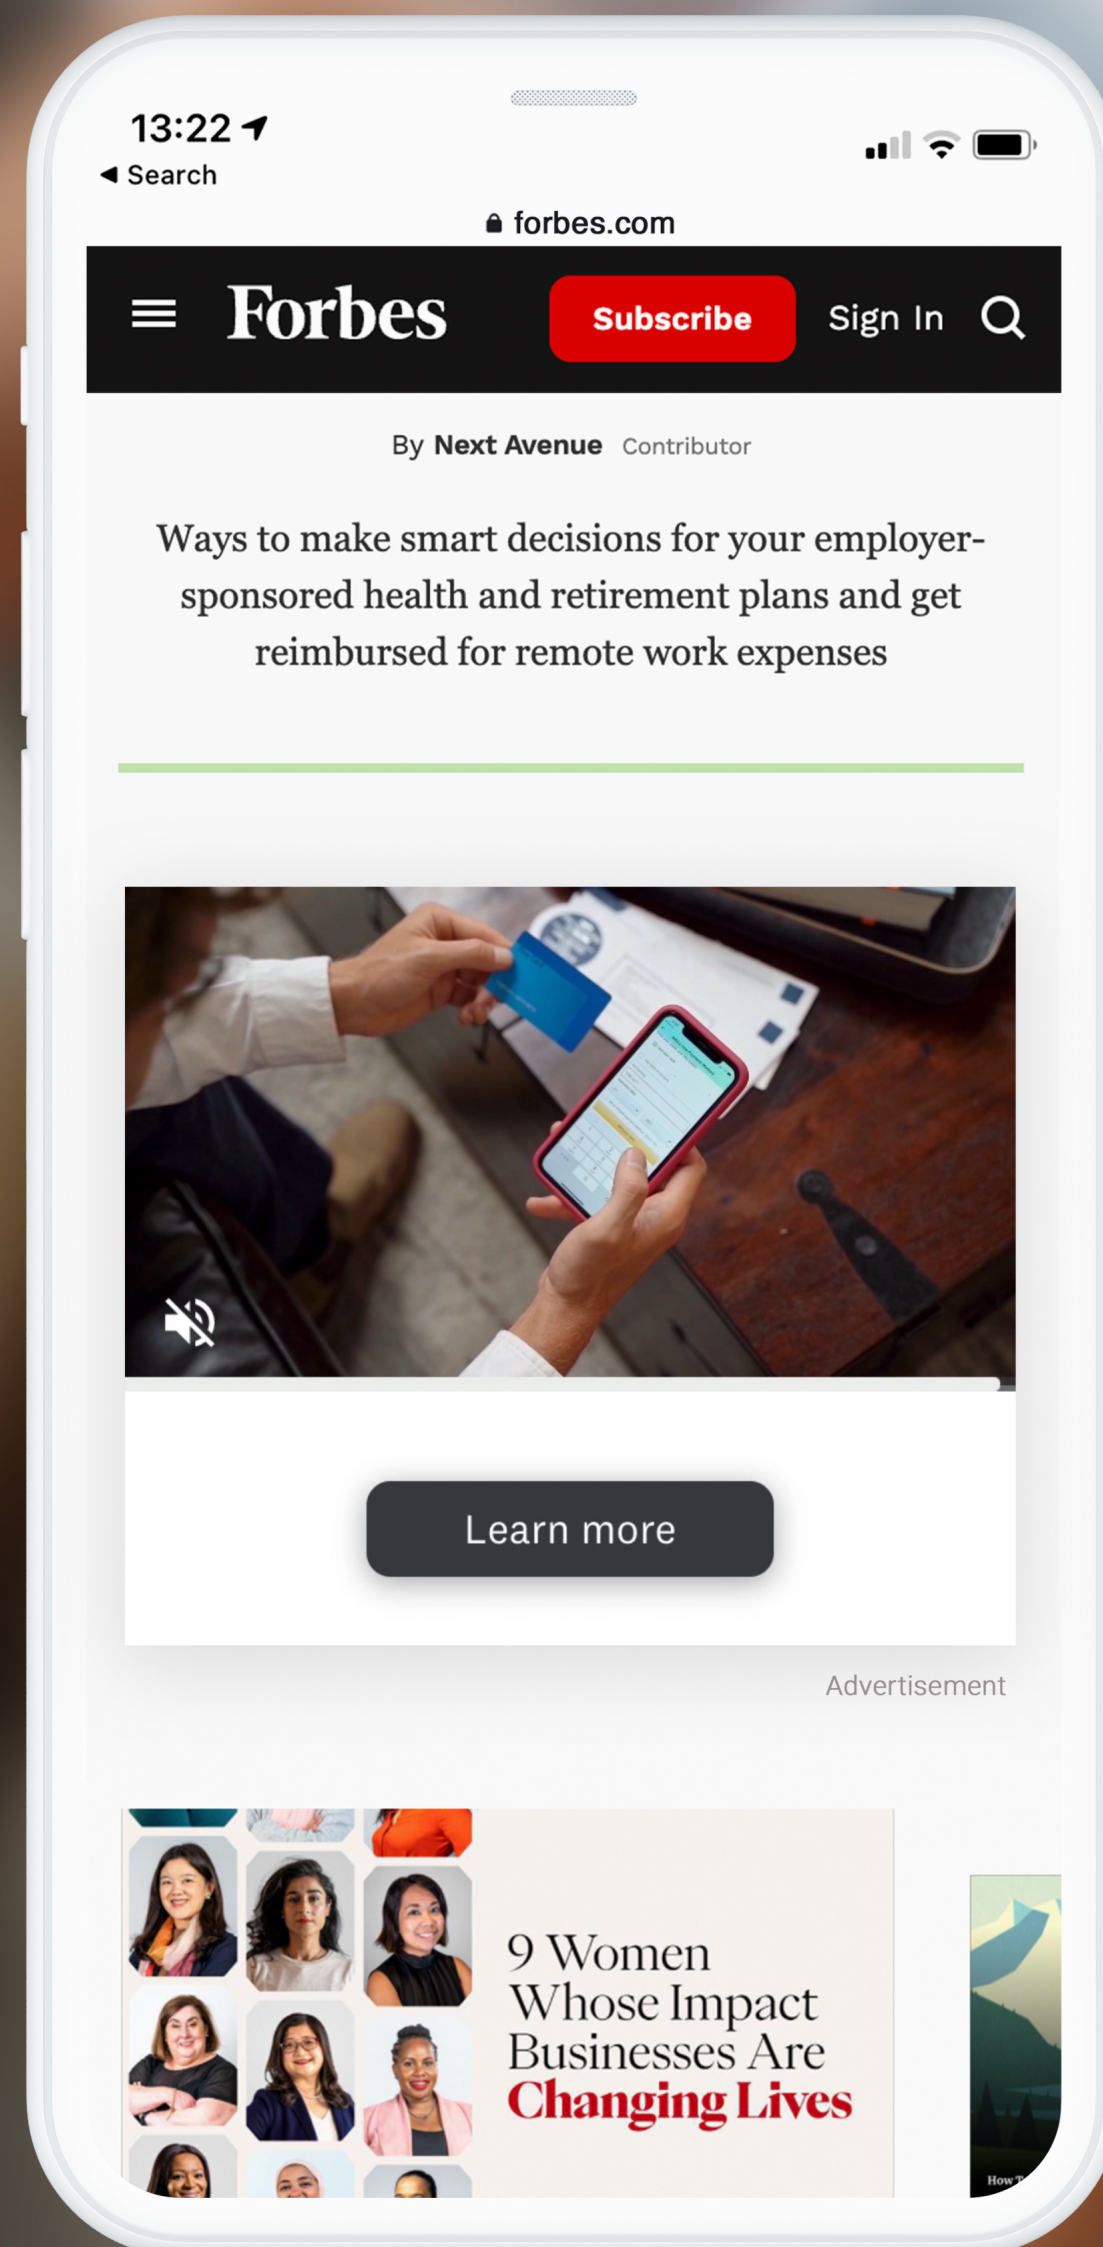 13:22
Search
forbes.com
Forbes
Subscribe
Sign In
By Next Avenue Contributor
Ways to make smart decisions for your employer-
sponsored health and retirement plans and get
reimbursed for remote work expenses
Learn more
Advertisement
9 Women
Whose Impact
Businesses Are
Changing Lives
How